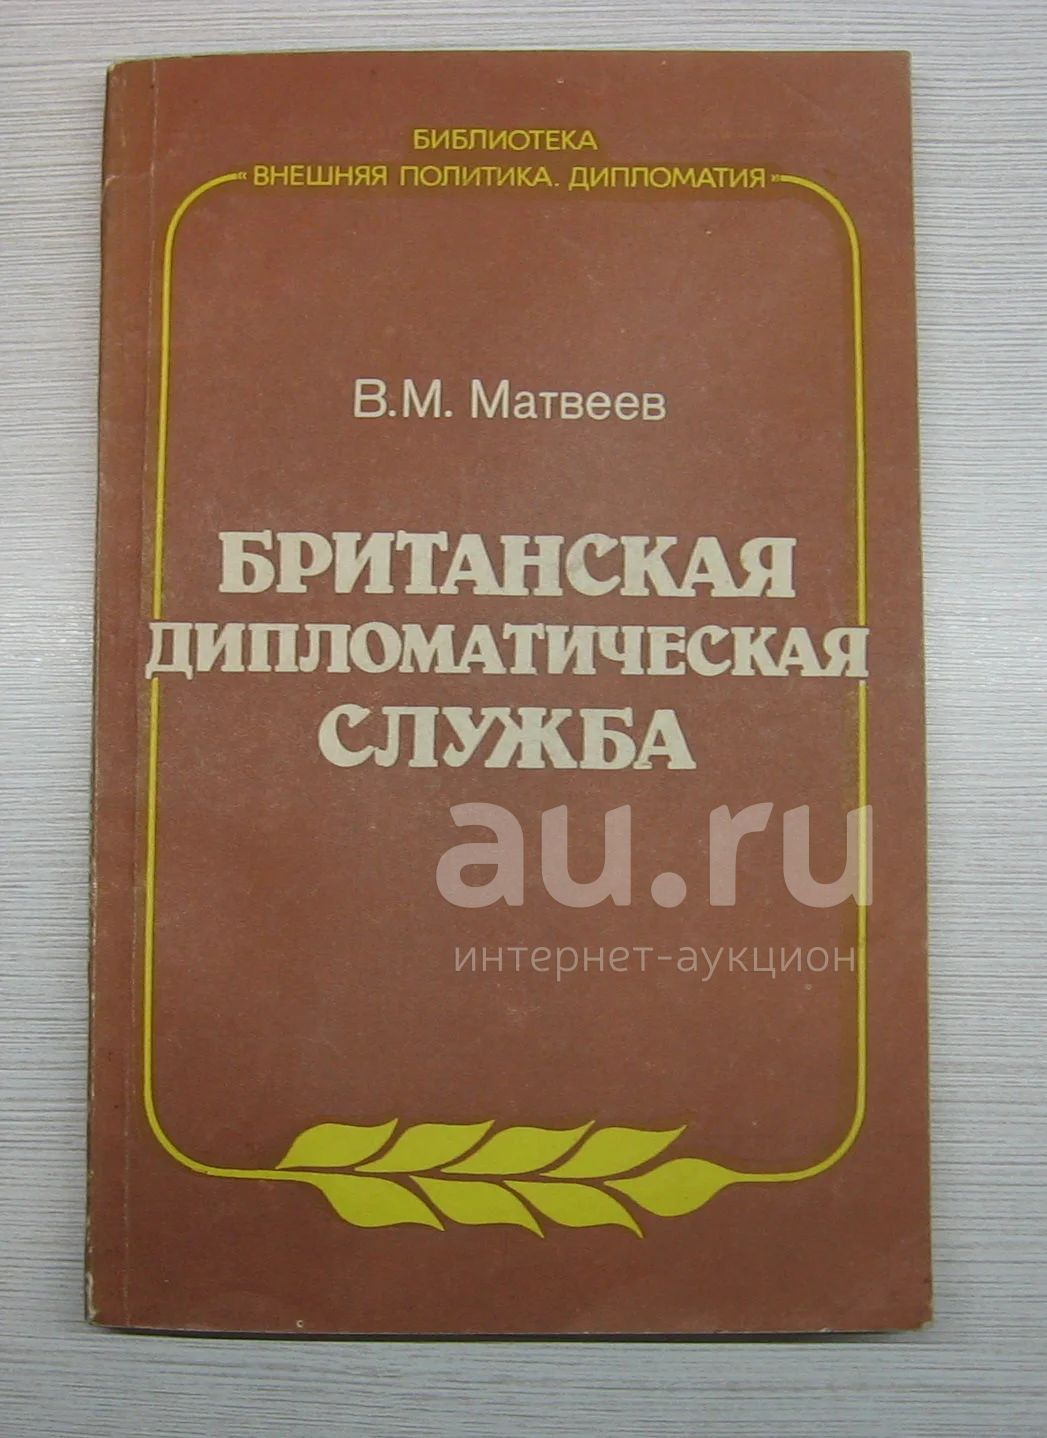 БИБЛИОТЕКА
«ВНЕШНЯЯ ПОЛИТИКА. ДИПЛОМАТИЯ»
В.М. Матвеев
БРИТАНСКАЯ
ДИПЛОМАТИЧЕСКАЯ
СЛУЖБА
au.ru
интернет-аукцион